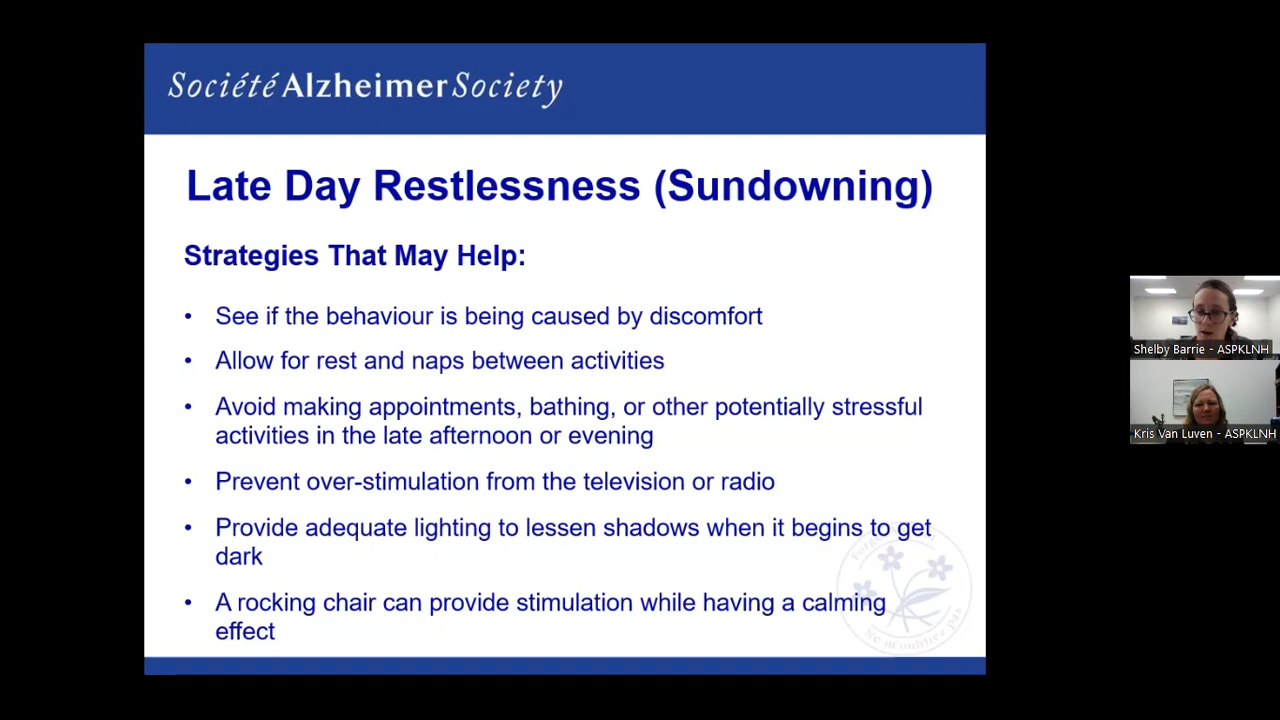 Société Alzheimer Society
Late Day Restlessness (Sundowning)
Strategies That May Help:
• See if the behaviour is being caused by discomfort
• Allow for rest and naps between activities
• Avoid making appointments, bathing, or other potentially stressful
activities in the late afternoon or evening
• Prevent over-stimulation from the television or radio
• Provide adequate lighting to lessen shadows when it begins to get
dark
• A rocking chair can provide stimulation while having a calming
effect
Ne m'oubliez pas
Shelby Barrie - ASPKLNH
Kris Van Luven - ASPKLNH